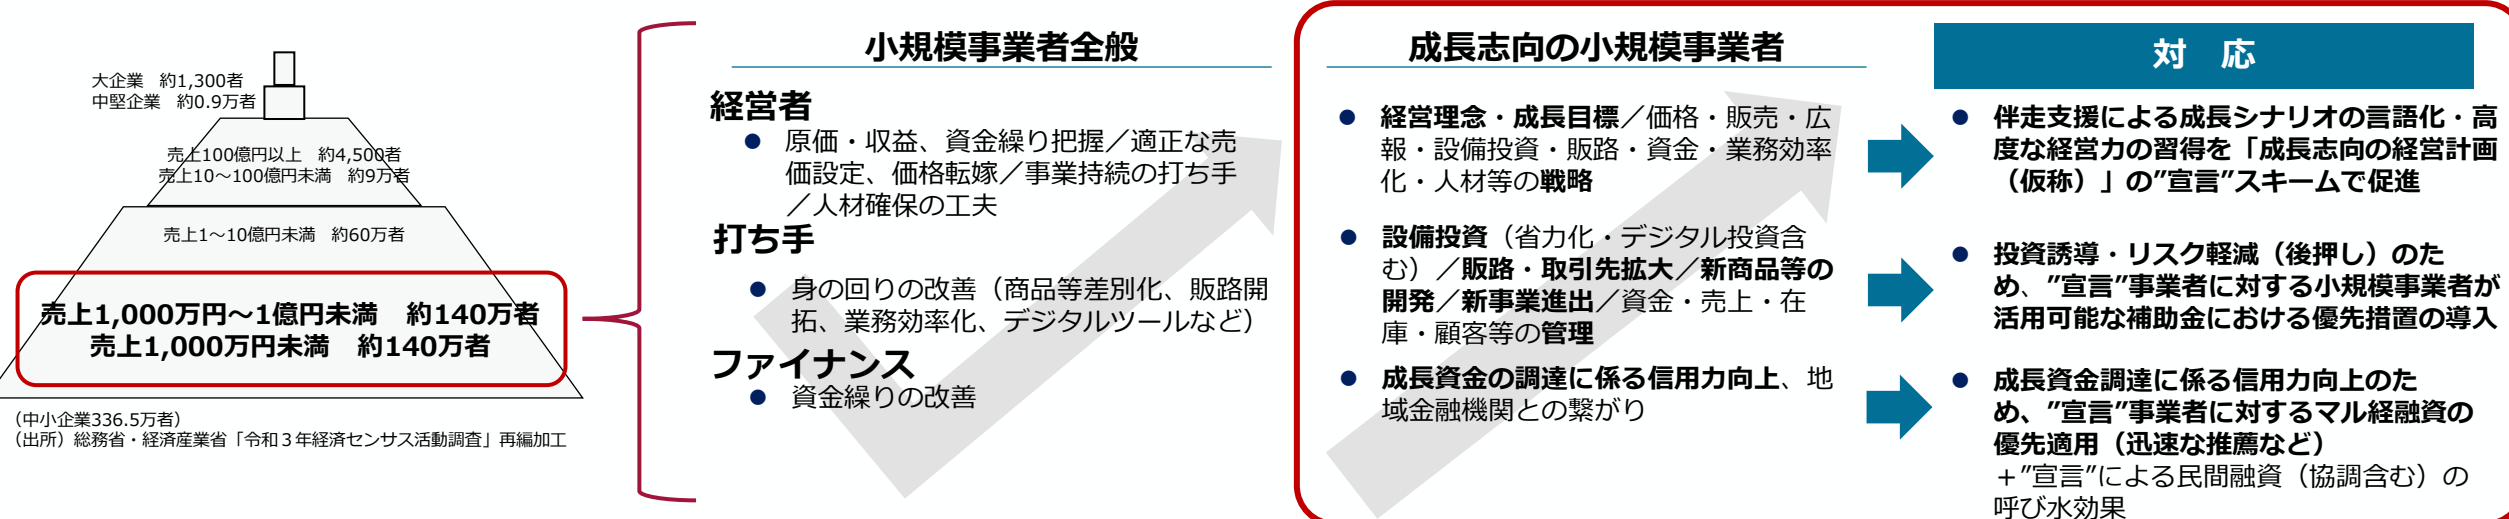 大企業　約1,300者
中堅企業　約0.9万者
売上100億円以上　約4,500者
売上10～100億円未満　約9万者
売上1～10億円未満　約60万者
売上1,000万円～1億円未満　約140万者
売上1,000万円未満　約140万者
（中小企業336.5万者）
（出所）総務省・経済産業省「令和３年経済センサス活動調査」再編加工
小規模事業者全般
経営者
● 原価・収益、資金繰り把握／適正な売
価設定、価格転嫁／事業持続の打ち手
／人材確保の工夫
打ち手
● 身の回りの改善（商品等差別化、販路開
拓、業務効率化、デジタルツールなど）
ファイナンス
● 資金繰りの改善
成長志向の小規模事業者
● 経営理念・成長目標／価格・販売・広
報・設備投資・販路・資金・業務効率
化・人材等の戦略
● 設備投資（省力化・デジタル投資含
む）／販路・取引先拡大／新商品等の
開発／新事業進出／資金・売上・在
庫・顧客等の管理
● 成長資金の調達に係る信用力向上、地
域金融機関との繋がり
対　応
● 伴走支援による成長シナリオの言語化・高
度な経営力の習得を「成長志向の経営計画
（仮称）」の”宣言”スキームで促進
● 投資誘導・リスク軽減（後押し）のた
め、”宣言”事業者に対する小規模事業者が
活用可能な補助金における優先措置の導入
● 成長資金調達に係る信用力向上のた
め、”宣言”事業者に対するマル経融資の
優先適用（迅速な推薦など）
＋”宣言”による民間融資（協調含む）の
呼び水効果